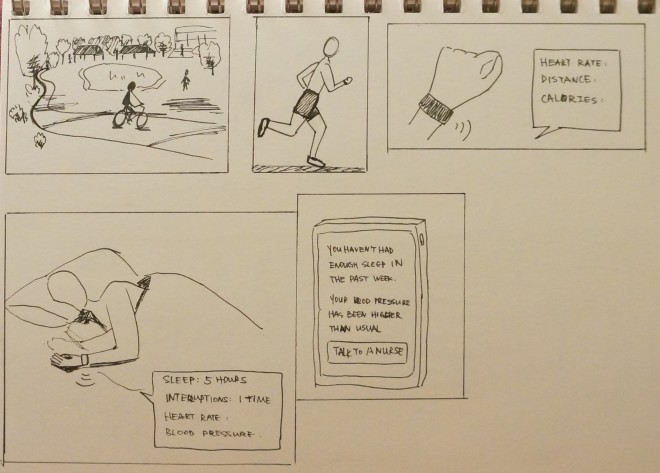 HEART RATE:
DISTANCE:
CALORIES:
SLEEP: 5 HOURS
INTERRUPTIONS: 1 TIME
HEART RATE:
BLOOD PRESSURE:
YOU HAVEN'T HAD
ENOUGH SLEEP IN
THE PAST WEEK.
YOUR BLOOD PRESSURE
HAS BEEN HIGHER
THAN USUAL
TALK TO A NURSE